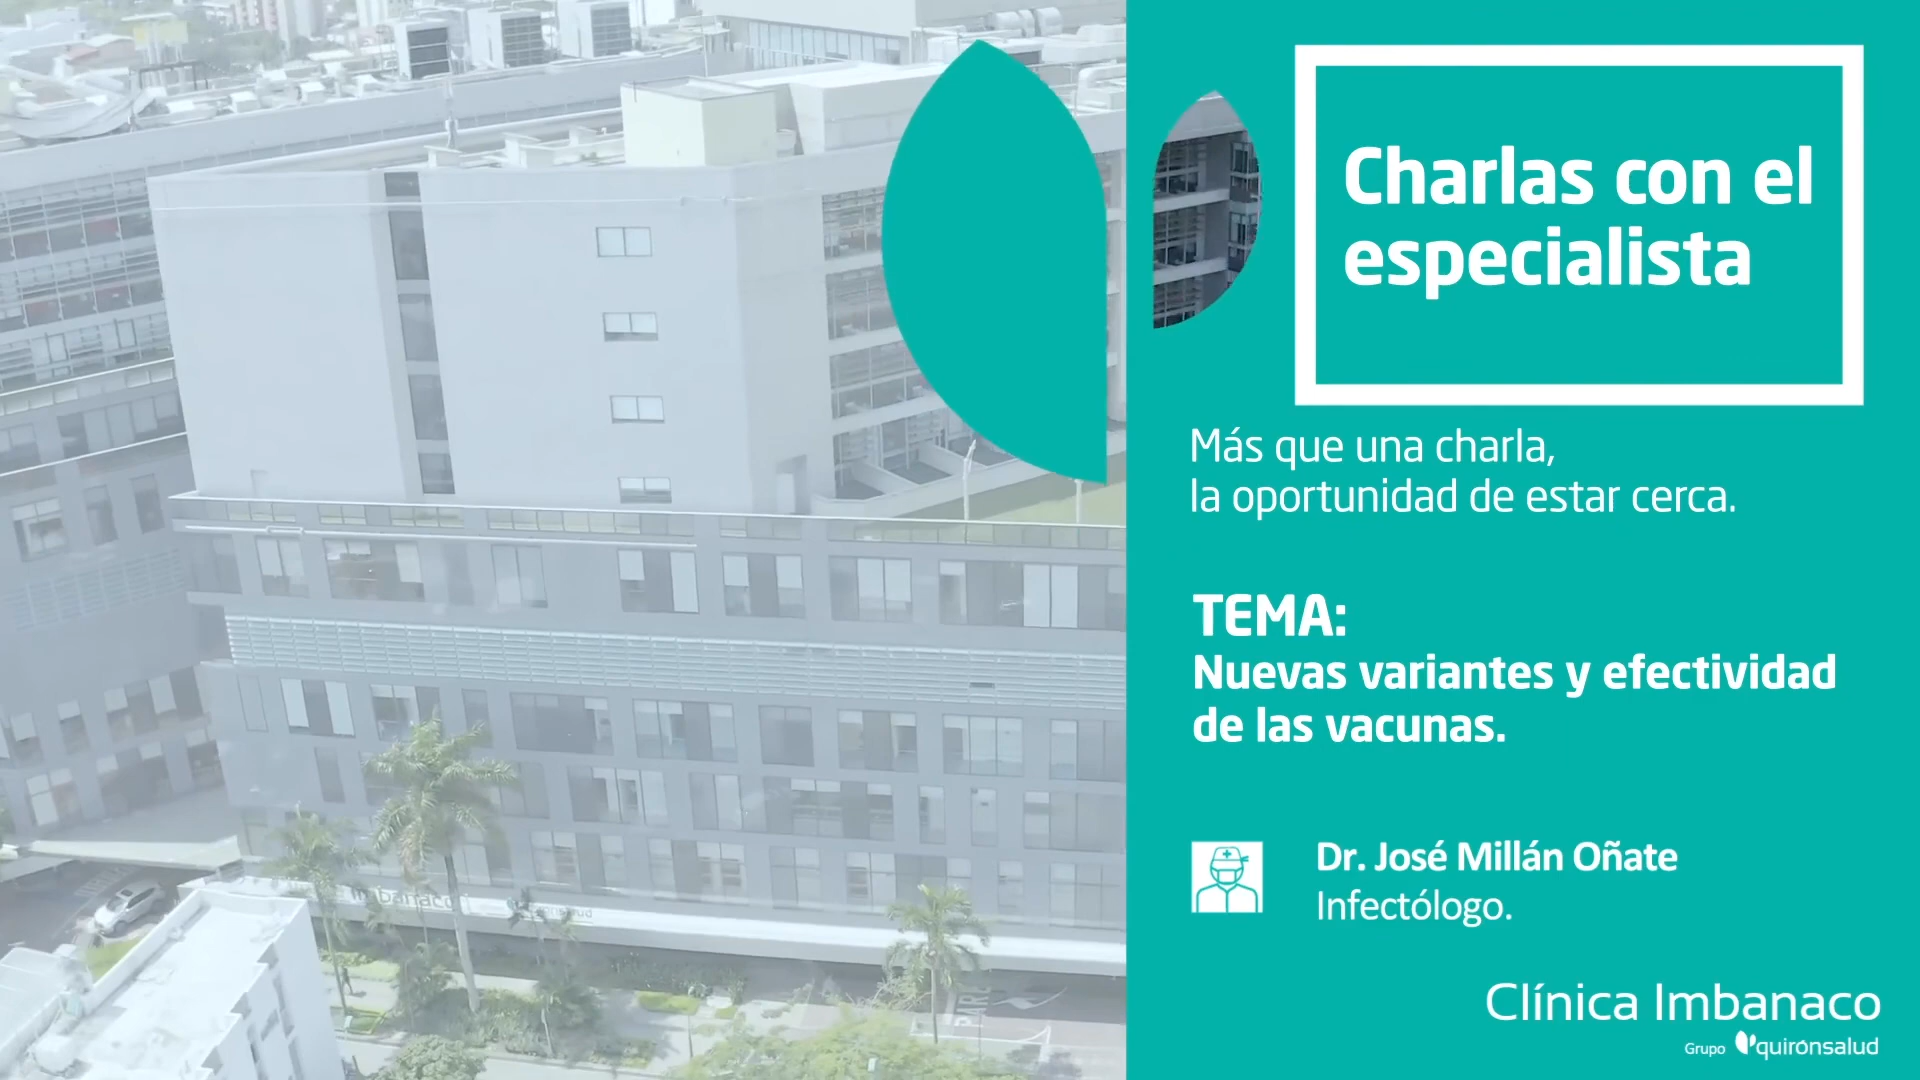 Charlas con el
especialista
Más que una charla,
la oportunidad de estar cerca.
TEMA:
Nuevas variantes y efectividad
de las vacunas.
Dr. José Millán Oñate
Infectólogo.
Clínica Imbanaco
Grupo quirónsalud
imbanaco